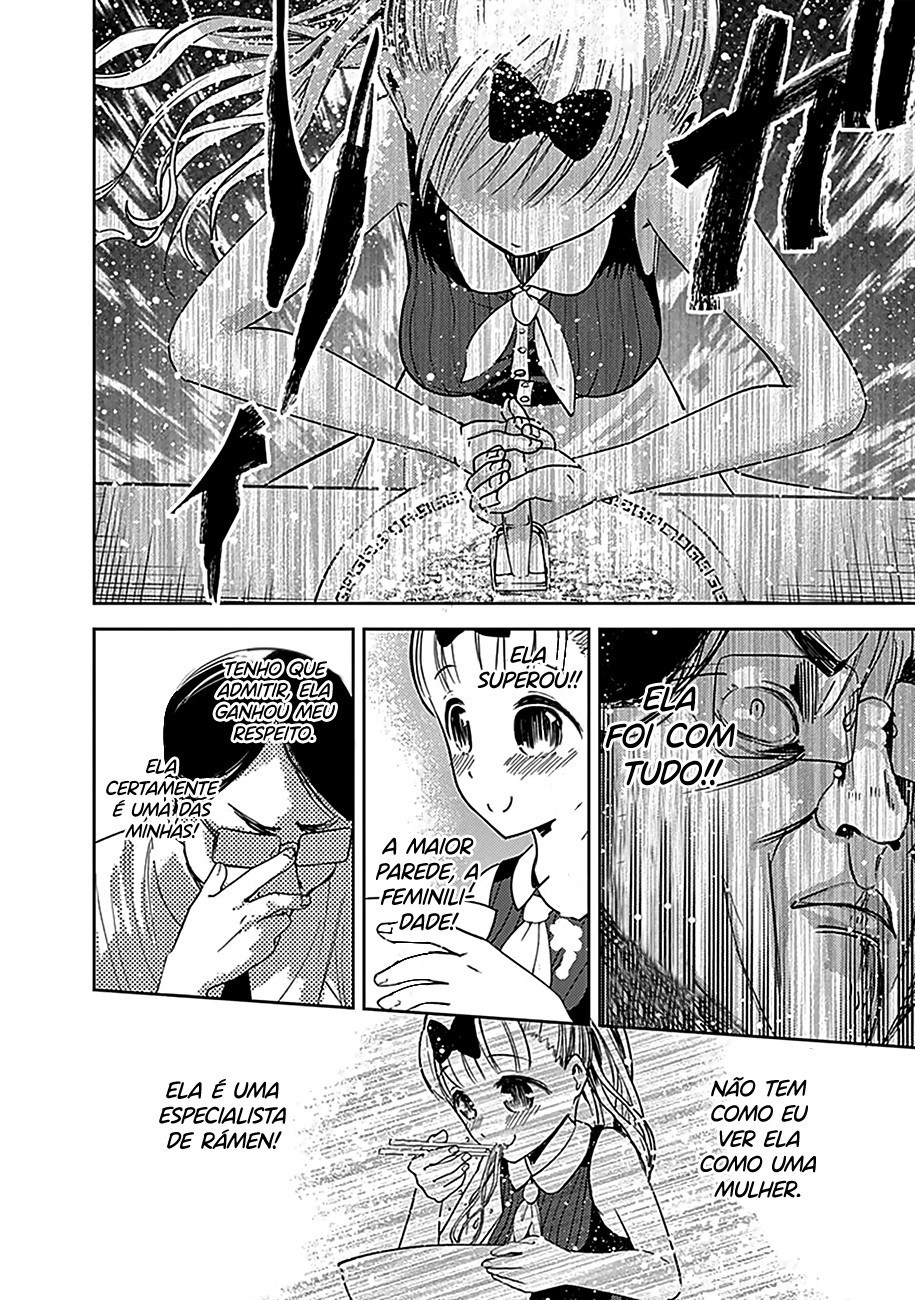 ELA
FOI COM
TUDO!!
ELA
SUPEROU!!
A MAIOR
PAREDE, A
FEMINILI-
DADE!
TENHO QUE
ADMITIR, ELA
GANHOU MEU
RESPEITO.
ELA
CERTAMENTE
É UMA DAS
MINHAS!
NÃO TEM
COMO EU
VER ELA
COMO UMA
MULHER.
ELA É UMA
ESPECIALISTA
DE RÁMEN!